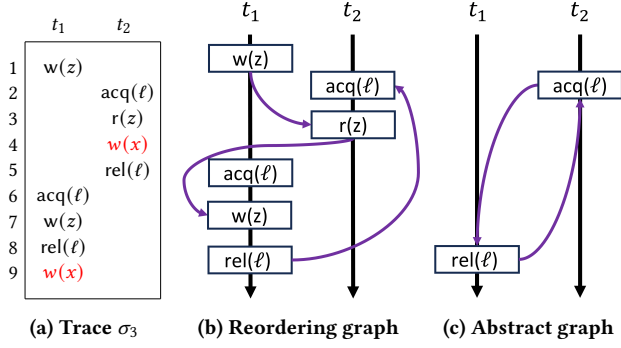 t₁ t₂
1 w(z)
2 acq(ℓ)
3 r(z)
4 w(x)
5 rel(ℓ)
6 acq(ℓ)
7 w(z)
8 rel(ℓ)
9 w(x)
(a) Trace σ₃
t₁ t₂
w(z)
acq(ℓ)
r(z)
acq(ℓ)
w(z)
rel(ℓ)
(b) Reordering graph
t₁ t₂
acq(ℓ)
rel(ℓ)
(c) Abstract graph